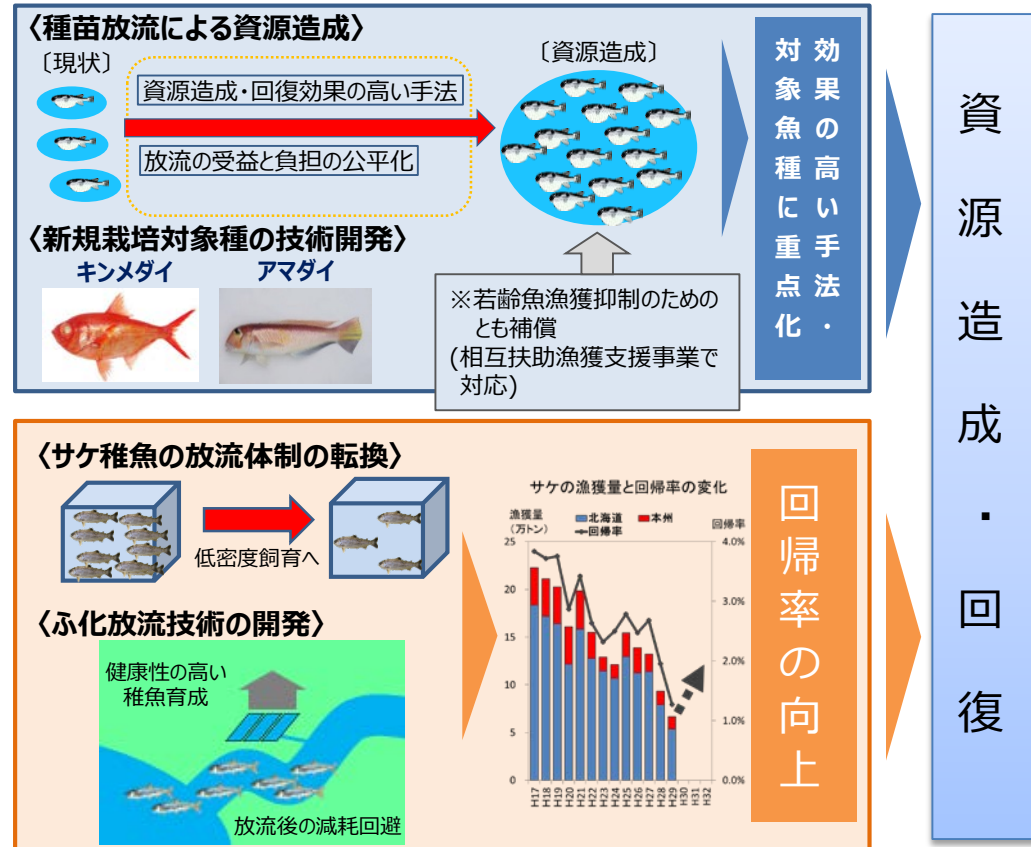 〈種苗放流による資源造成〉
〔現状〕
資源造成・回復効果の高い手法
放流の受益と負担の公平化
〔資源造成〕
〈新規栽培対象種の技術開発〉
キンメダイ
アマダイ
※若齢魚漁獲抑制のための
とも補償
(相互扶助漁獲支援事業で
対応)
効果の高い手法・
対象魚種に重点化
〈サケ稚魚の放流体制の転換〉
低密度飼育へ
〈ふ化放流技術の開発〉
健康性の高い
稚魚育成
放流後の減耗回避
サケの漁獲量と回帰率の変化
漁獲量
(万トン)
北海道
本州
回帰率
回帰率
25
20
15
10
5
0
4.0%
3.0%
2.0%
1.0%
0.0%
H17
H18
H19
H20
H21
H22
H23
H24
H25
H26
H27
H28
H29
H30
H31
H32
回帰率の向上
資源造成・回復